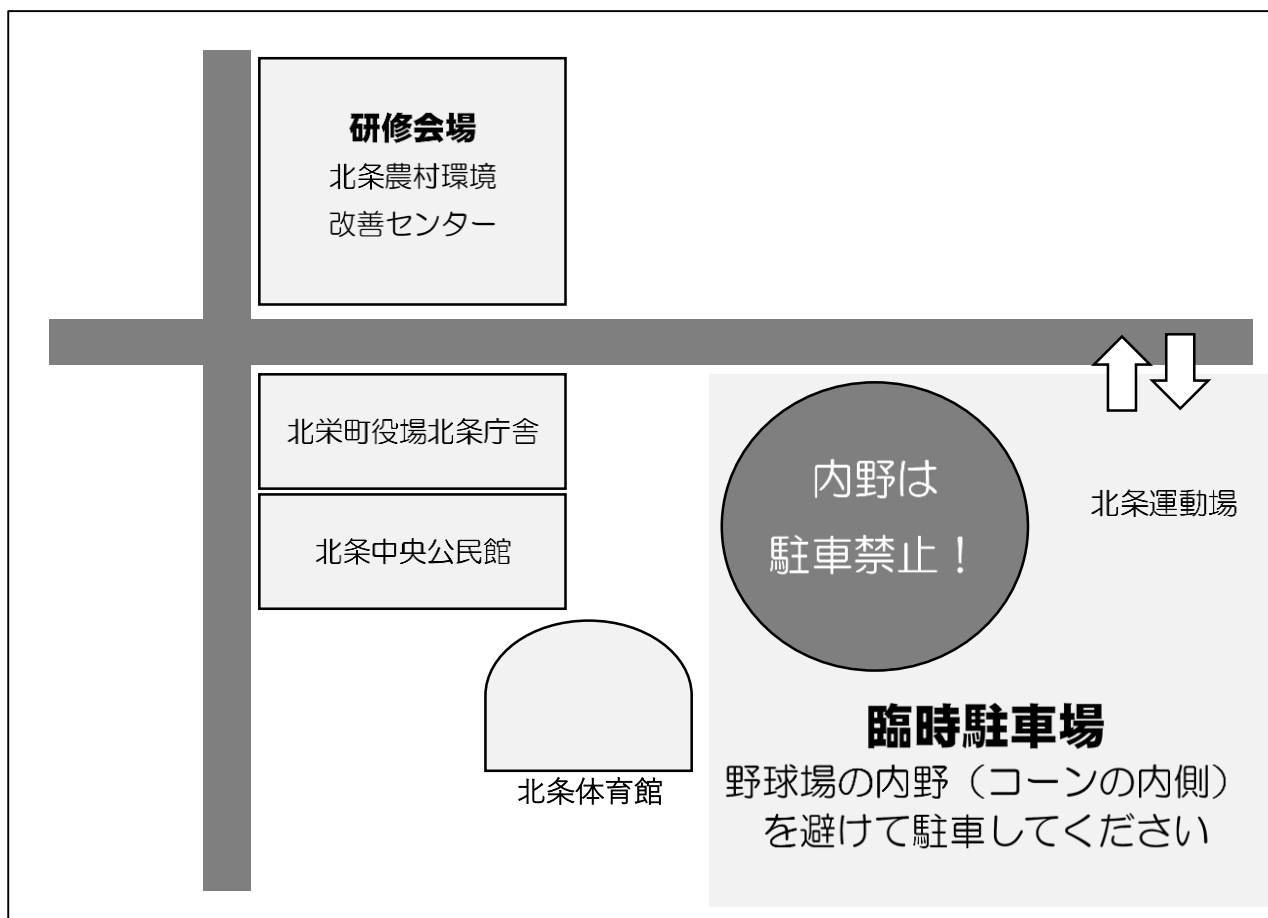 研修会場
北条農村環境
改善センター
北栄町役場北条庁舎
北条中央公民館
北条体育館
内野は
駐車禁止！
北条運動場
臨時駐車場
野球場の内野（コーンの内側）
を避けて駐車してください